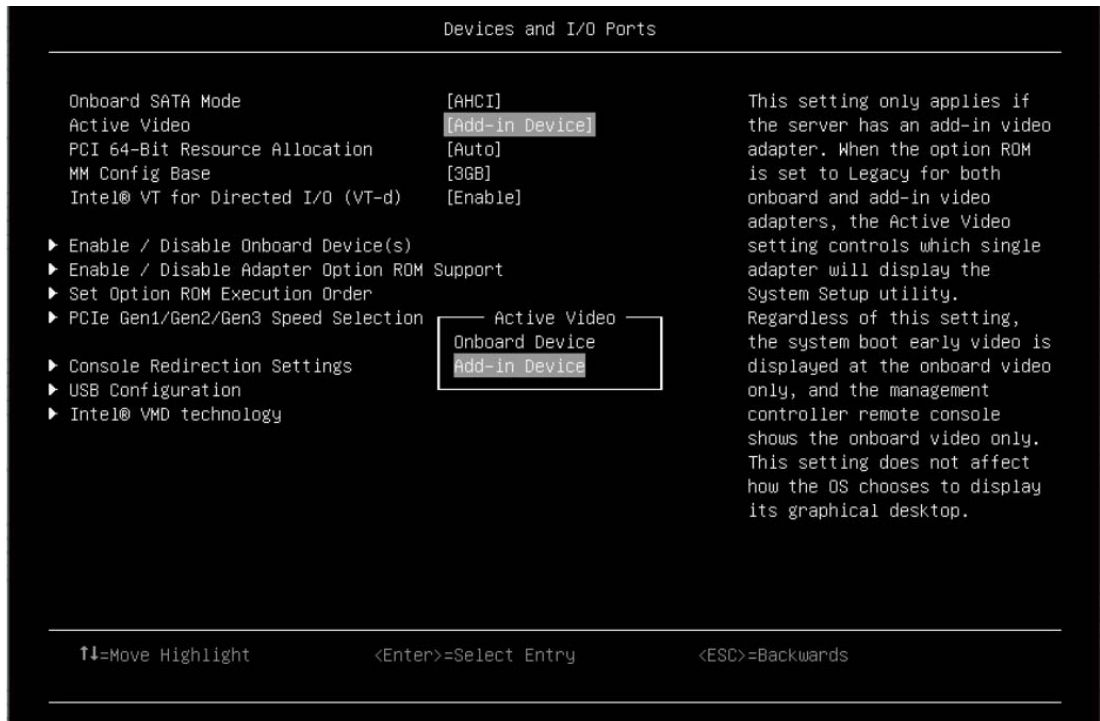 Devices and I/O Ports
Onboard SATA Mode [AHCI]
Active Video [Add-in Device]
PCI 64-Bit Resource Allocation [Auto]
MM Config Base [3GB]
Intel® VT for Directed I/O (VT-d) [Enable]
▶ Enable / Disable Onboard Device(s)
▶ Enable / Disable Adapter Option ROM Support
▶ Set Option ROM Execution Order
▶ PCIe Gen1/Gen2/Gen3 Speed Selection
▶ Console Redirection Settings
▶ USB Configuration
▶ Intel® VMD technology
Active Video
Onboard Device
Add-in Device
This setting only applies if
the server has an add-in video
adapter. When the option ROM
is set to Legacy for both
onboard and add-in video
adapters, the Active Video
setting controls which single
adapter will display the
System Setup utility.
Regardless of this setting,
the system boot early video is
displayed at the onboard video
only, and the management
controller remote console
shows the onboard video only.
This setting does not affect
how the OS chooses to display
its graphical desktop.
↑↓=Move Highlight <Enter>=Select Entry <ESC>=Backwards